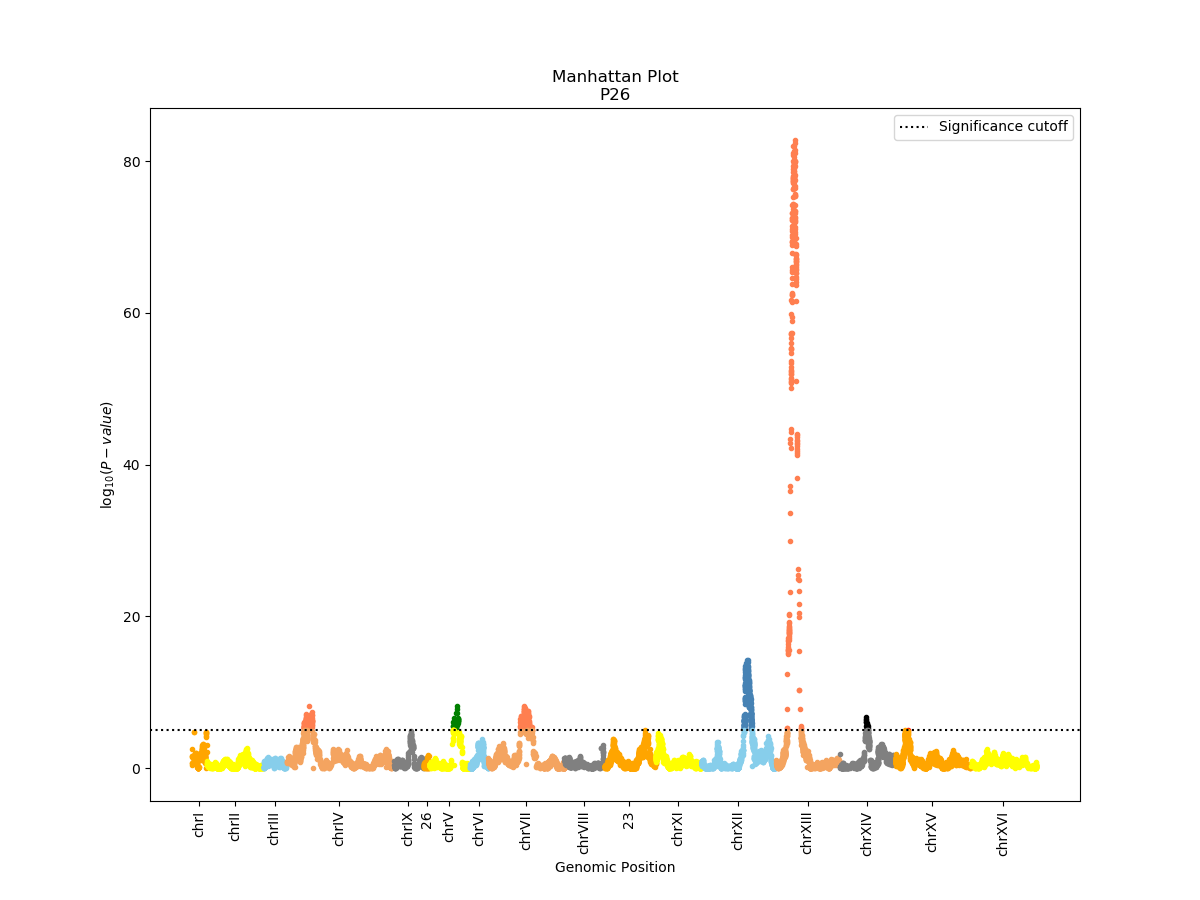 Manhattan Plot
P26
Significance cutoff
80
60
40
20
0
log10(P − value)
chrI
chrII
chrIII
chrIV
chrIX
26
chrV
chrVI
chrVII
chrVIII
23
chrXI
chrXII
chrXIII
chrXIV
chrXV
chrXVI
Genomic Position